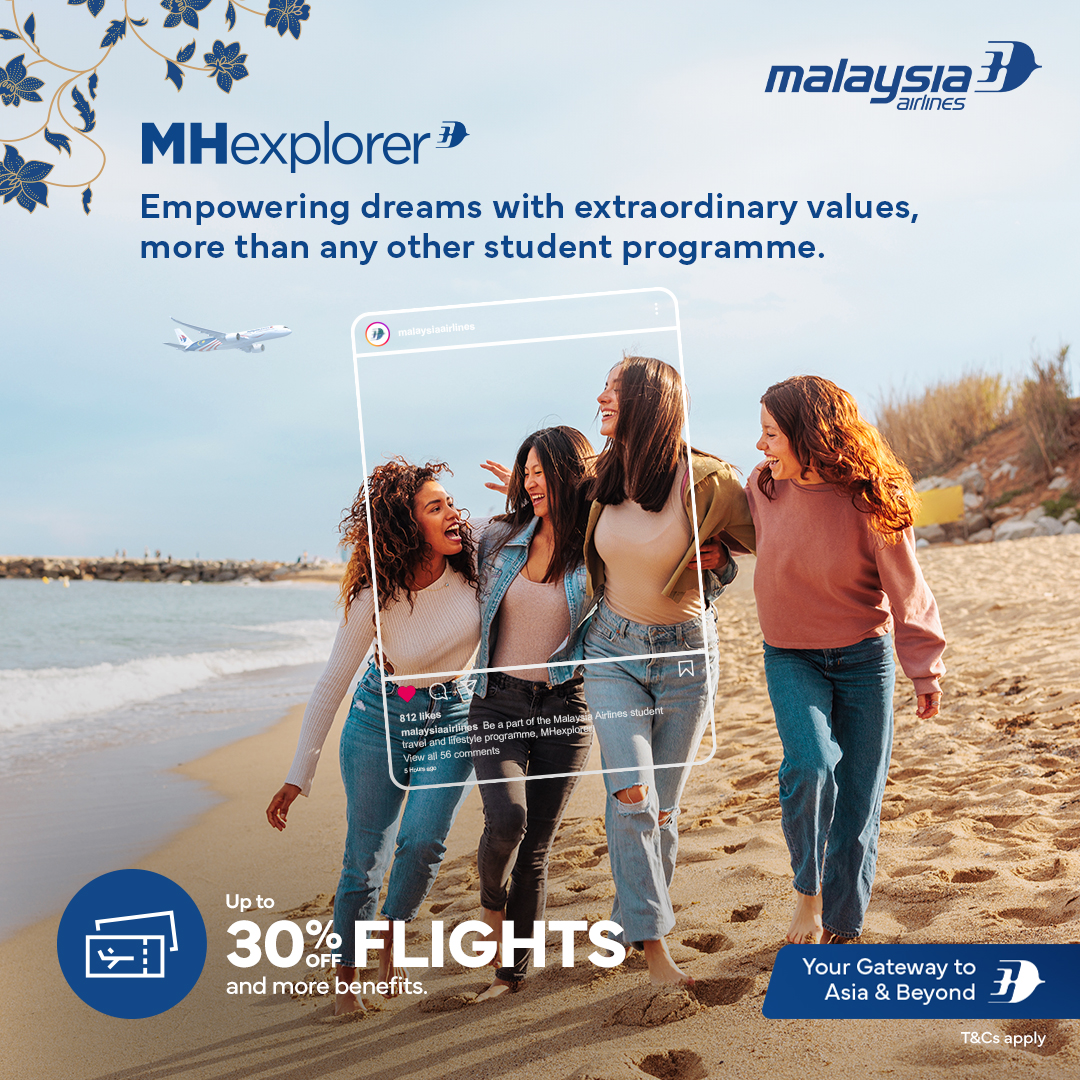 malaysia
airlines
MHexplorer
Empowering dreams with extraordinary values,
more than any other student programme.
malaysiaairlines
812 likes
malaysiaairlines Be a part of the Malaysia Airlines student
travel and lifestyle programme, MHexplorer
View all 56 comments
5 Hours ago
Up to
30% OFF FLIGHTS
and more benefits.
Your Gateway to
Asia & Beyond
T&Cs apply